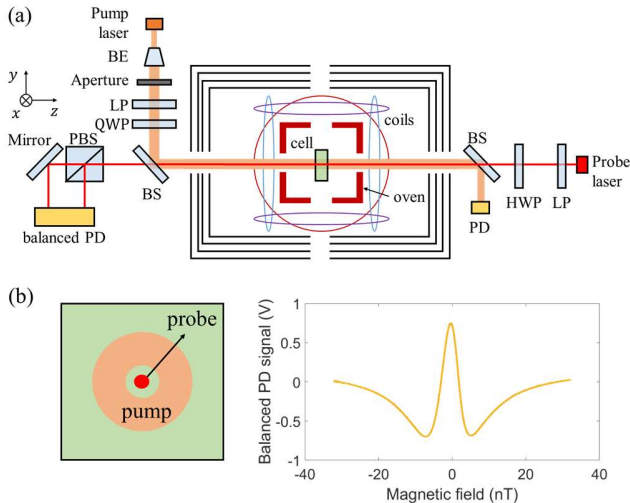 (a)
Pump
laser
BE
Aperture
LP
QWP
y
x
z
Mirror
PBS
BS
balanced PD
cell
coils
oven
BS
HWP
LP
Probe
laser
PD
(b)
probe
pump
Balanced PD signal (V)
1
0.5
0
-0.5
-1
-40
-20
0
20
40
Magnetic field (nT)